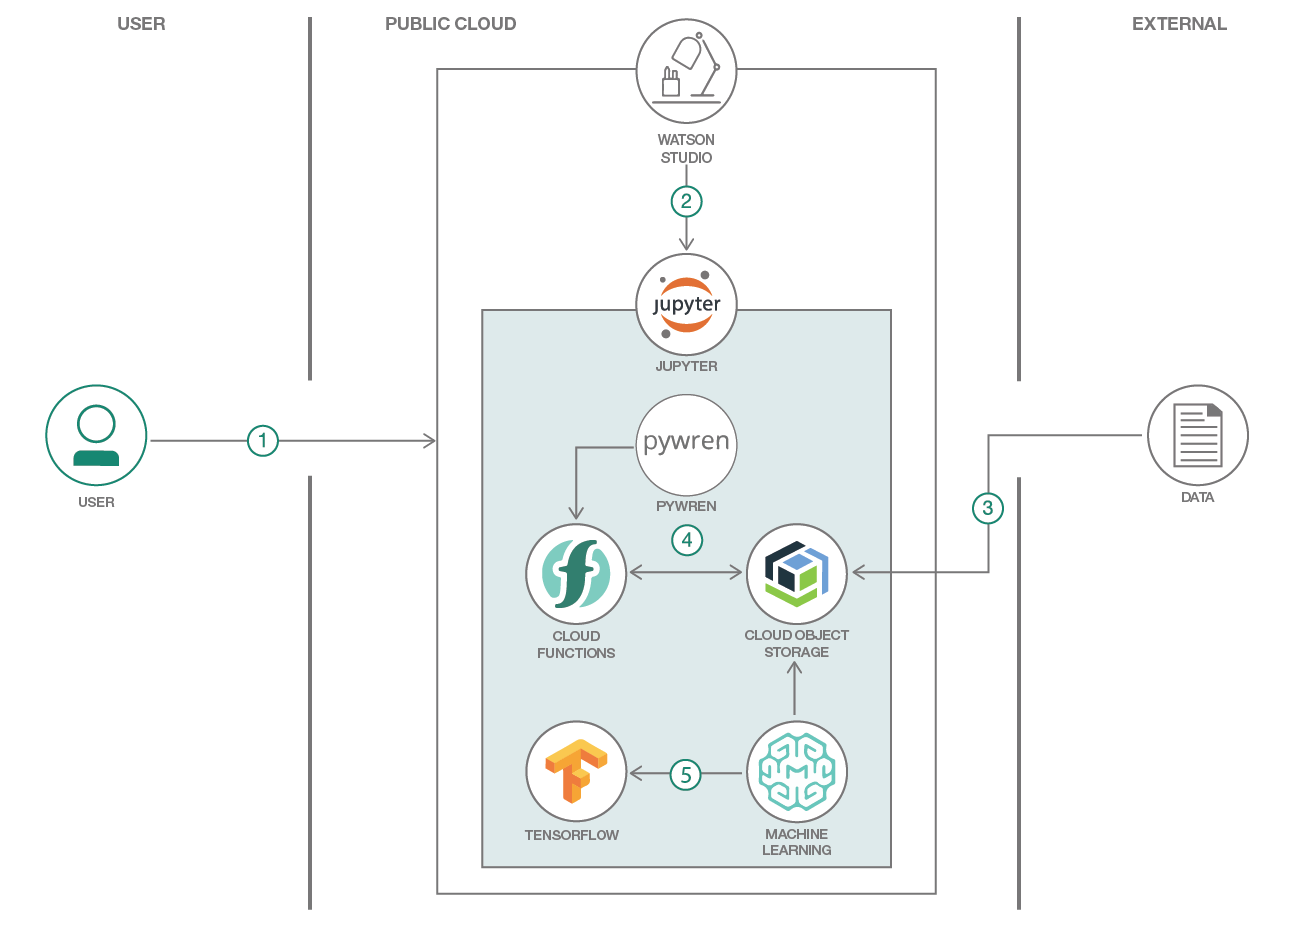 USER
PUBLIC CLOUD
EXTERNAL
WATSON
STUDIO
2
jupyter
JUPYTER
1
USER
pywren
PYWREN
3
DATA
4
f
CLOUD
FUNCTIONS
CLOUD OBJECT
STORAGE
5
TENSORFLOW
MACHINE
LEARNING